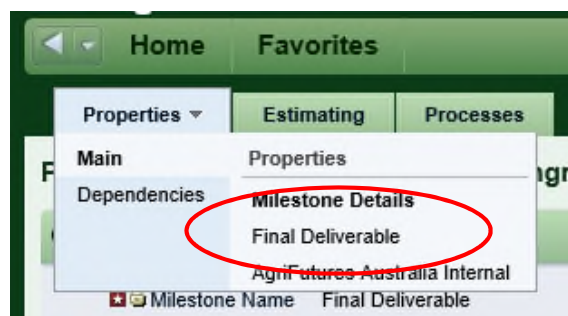 Home Favorites
Properties Estimating Processes
Main Properties
Dependencies Milestone Details
Final Deliverable
AgriFutures Australia Internal
Milestone Name Final Deliverable